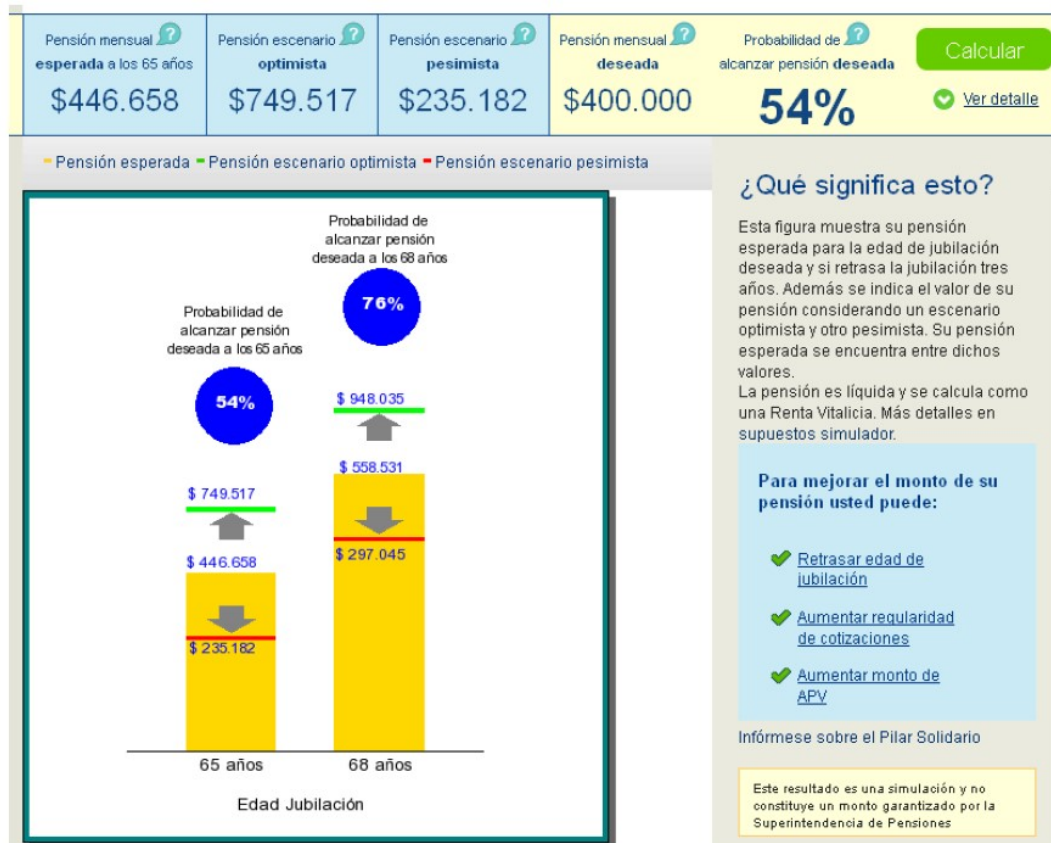 Pensión mensual ?
esperada a los 65 años
$446.658
Pensión escenario ?
optimista
$749.517
Pensión escenario ?
pesimista
$235.182
Pensión mensual ?
deseada
$400.000
Probabilidad de ?
alcanzar pensión deseada
54%
Calcular
Ver detalle
Pensión esperada Pensión escenario optimista Pensión escenario pesimista
Probabilidad de
alcanzar pensión
deseada a los 68 años
76%
Probabilidad de
alcanzar pensión
deseada a los 65 años
54%
$ 948.035
$ 558.531
$ 749.517
$ 297.045
$ 446.658
$ 235.182
65 años 68 años
Edad Jubilación
¿Qué significa esto?
Esta figura muestra su pensión
esperada para la edad de jubilación
deseada y si retrasa la jubilación tres
años. Además se indica el valor de su
pensión considerando un escenario
optimista y otro pesimista. Su pensión
esperada se encuentra entre dichos
valores.
La pensión es líquida y se calcula como
una Renta Vitalicia. Más detalles en
supuestos simulador.
Para mejorar el monto de su
pensión usted puede:
Retrasar edad de
jubilación
Aumentar regularidad
de cotizaciones
Aumentar monto de
APV
Infórmese sobre el Pilar Solidario
Este resultado es una simulación y no
constituye un monto garantizado por la
Superintendencia de Pensiones